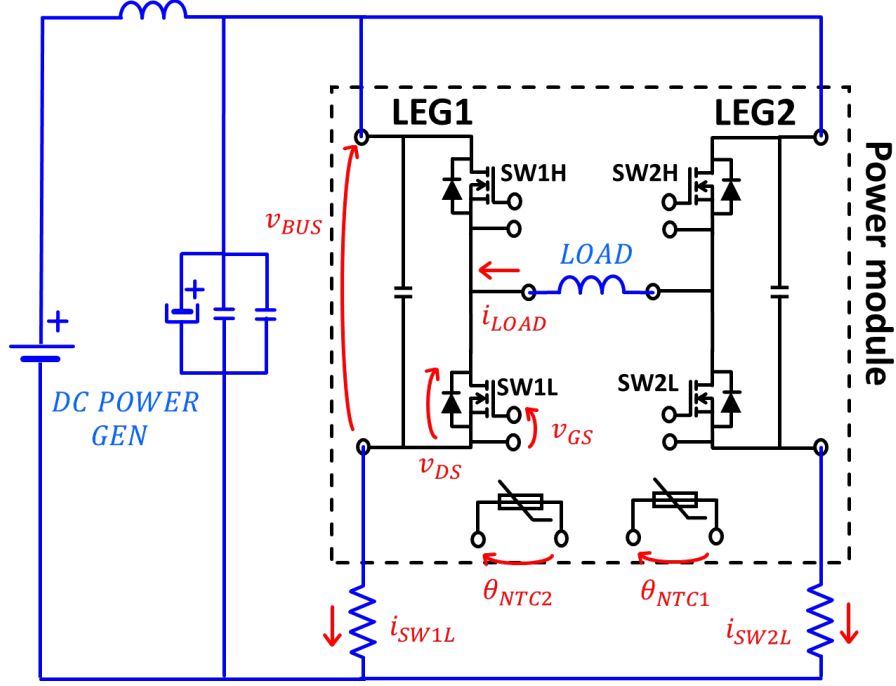 LEG1
LEG2
Power module
SW1H
SW2H
v_BUS
LOAD
i_LOAD
+
+
DC POWER
GEN
SW1L
SW2L
v_GS
v_DS
θ_NTC2
θ_NTC1
i_SW1L
i_SW2L